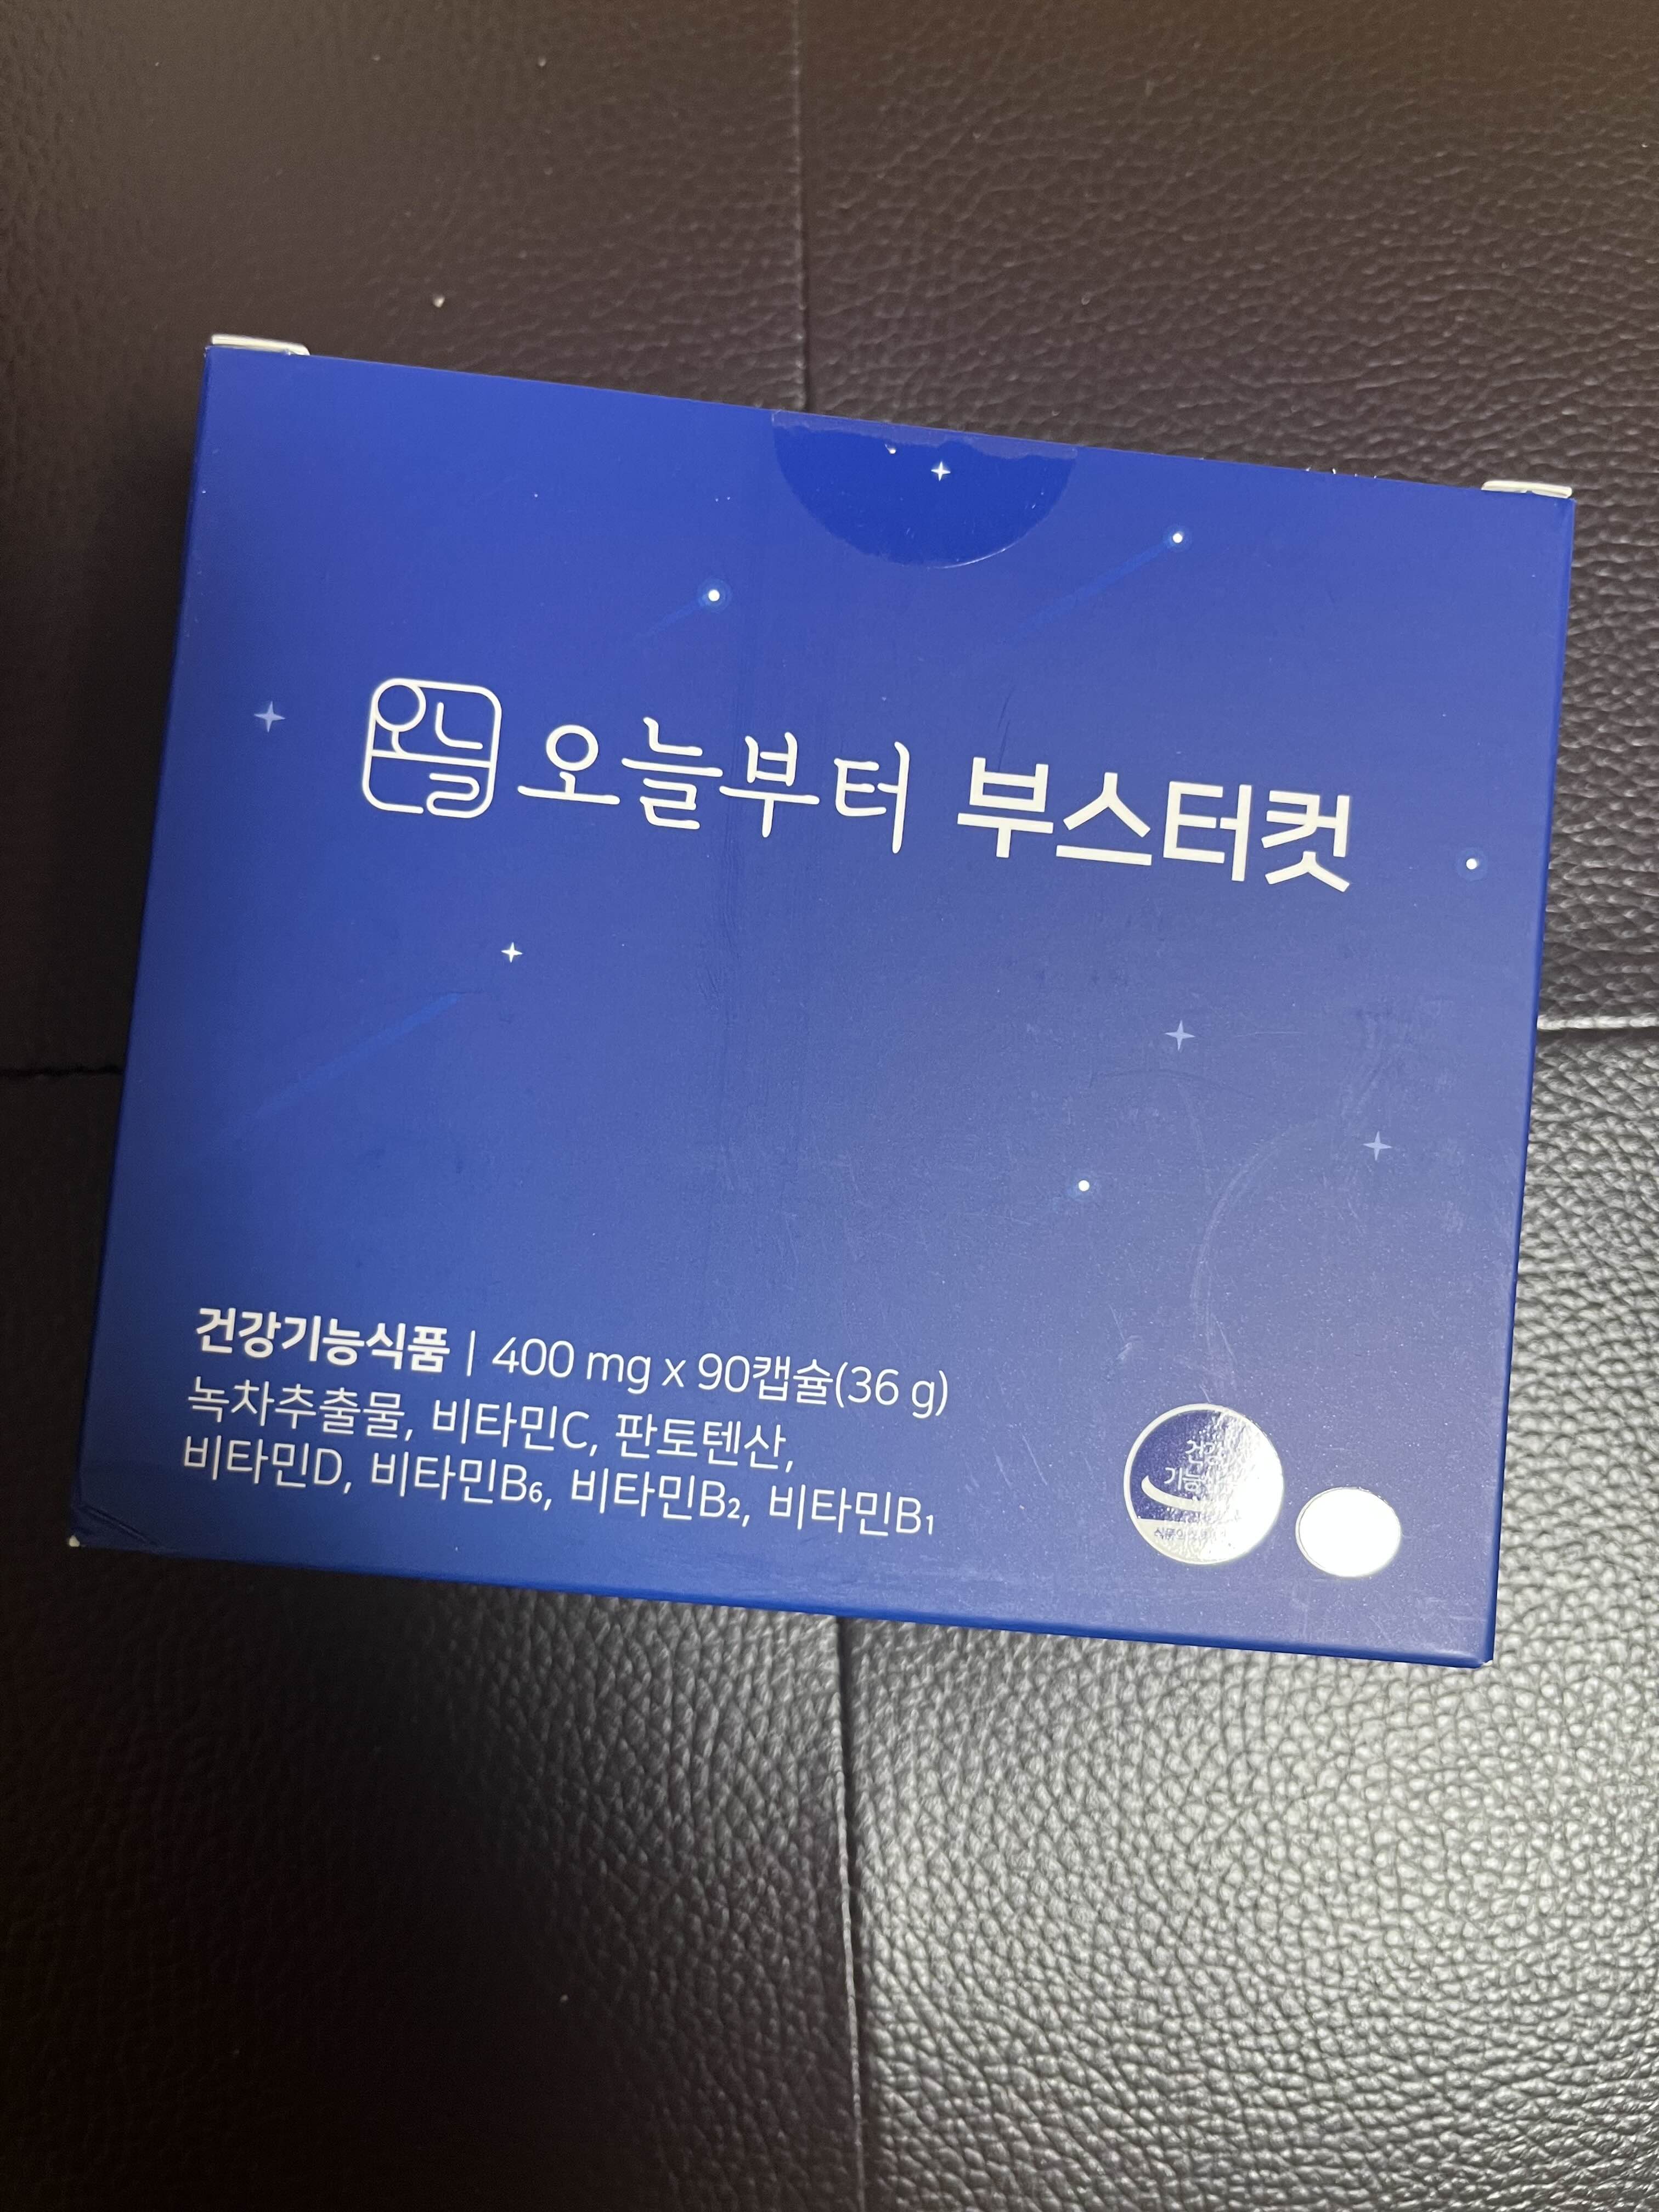 오늘 오늘부터 부스터컷
건강기능식품 | 400 mg x 90캡슐(36 g)
녹차추출물, 비타민C, 판토텐산,
비타민D, 비타민B₆, 비타민B₂, 비타민B₁